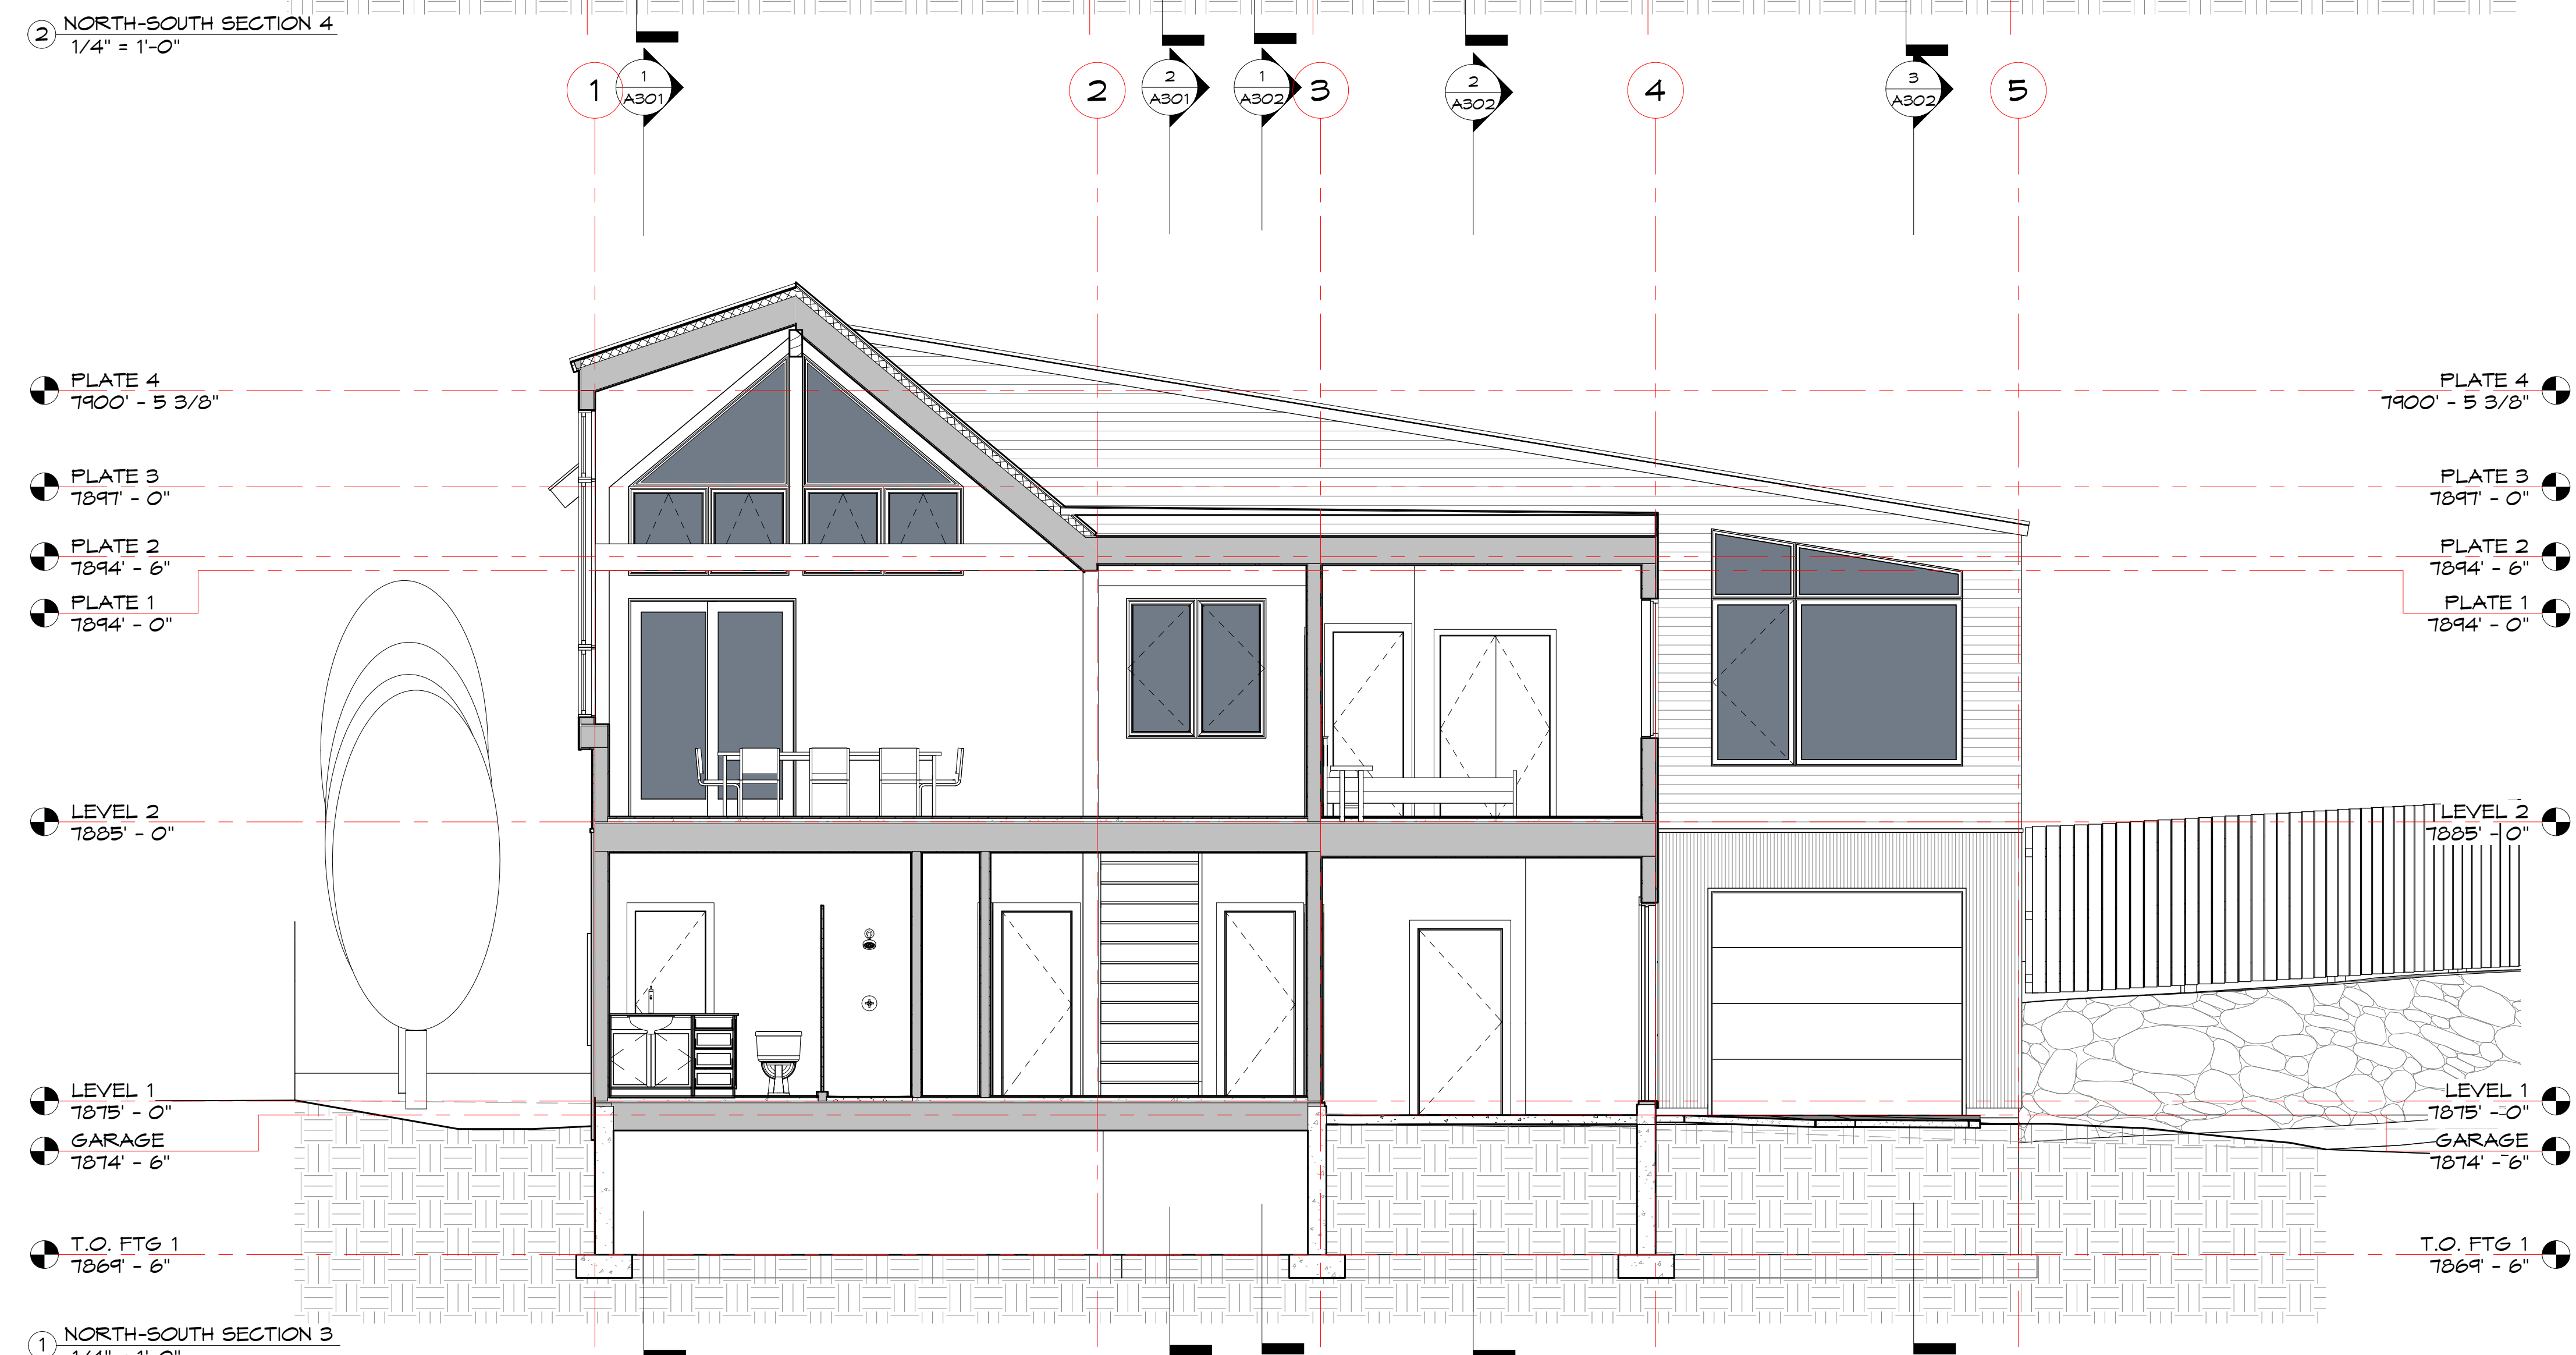 2 NORTH-SOUTH SECTION 4
1/4" = 1'-0"
1
1
A301
2
2
A301
1
A302
3
2
A302
4
3
A302
5
PLATE 4
7900' - 5 3/8"
PLATE 4
7900' - 5 3/8"
PLATE 3
7897' - 0"
PLATE 3
7897' - 0"
PLATE 2
7894' - 6"
PLATE 2
7894' - 6"
PLATE 1
7894' - 0"
PLATE 1
7894' - 0"
LEVEL 2
7885' - 0"
LEVEL 2
7885' - 0"
LEVEL 1
7875' - 0"
LEVEL 1
7875' - 0"
GARAGE
7874' - 6"
GARAGE
7874' - 6"
T.O. FTG 1
7869' - 6"
T.O. FTG 1
7869' - 6"
1 NORTH-SOUTH SECTION 3
1/4" = 1'-0"